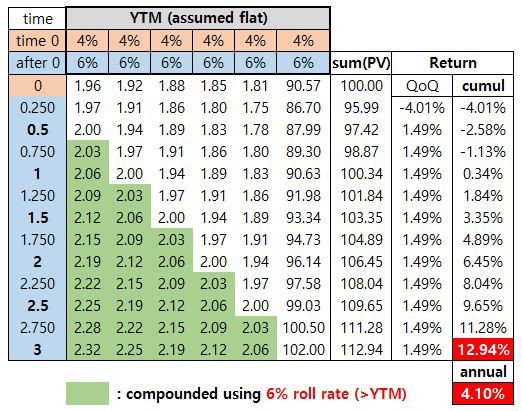 time YTM (assumed flat)
time 0 4% 4% 4% 4% 4% 4%
after 0 6% 6% 6% 6% 6% 6% sum(PV) Return
0 1.96 1.92 1.88 1.85 1.81 90.57 100.00 QoQ cumul
0.250 1.97 1.91 1.86 1.80 1.75 86.70 95.99 -4.01% -4.01%
0.5 2.00 1.94 1.89 1.83 1.78 87.99 97.42 1.49% -2.58%
0.750 2.03 1.97 1.91 1.86 1.80 89.30 98.87 1.49% -1.13%
1 2.06 2.00 1.94 1.89 1.83 90.63 100.34 1.49% 0.34%
1.250 2.09 2.03 1.97 1.91 1.86 91.98 101.84 1.49% 1.84%
1.5 2.12 2.06 2.00 1.94 1.89 93.34 103.35 1.49% 3.35%
1.750 2.15 2.09 2.03 1.97 1.91 94.73 104.89 1.49% 4.89%
2 2.19 2.12 2.06 2.00 1.94 96.14 106.45 1.49% 6.45%
2.250 2.22 2.15 2.09 2.03 1.97 97.58 108.04 1.49% 8.04%
2.5 2.25 2.19 2.12 2.06 2.00 99.03 109.65 1.49% 9.65%
2.750 2.28 2.22 2.15 2.09 2.03 100.50 111.28 1.49% 11.28%
3 2.32 2.25 2.19 2.12 2.06 102.00 112.94 1.49% 12.94%
annual
: compounded using 6% roll rate (>YTM) 4.10%